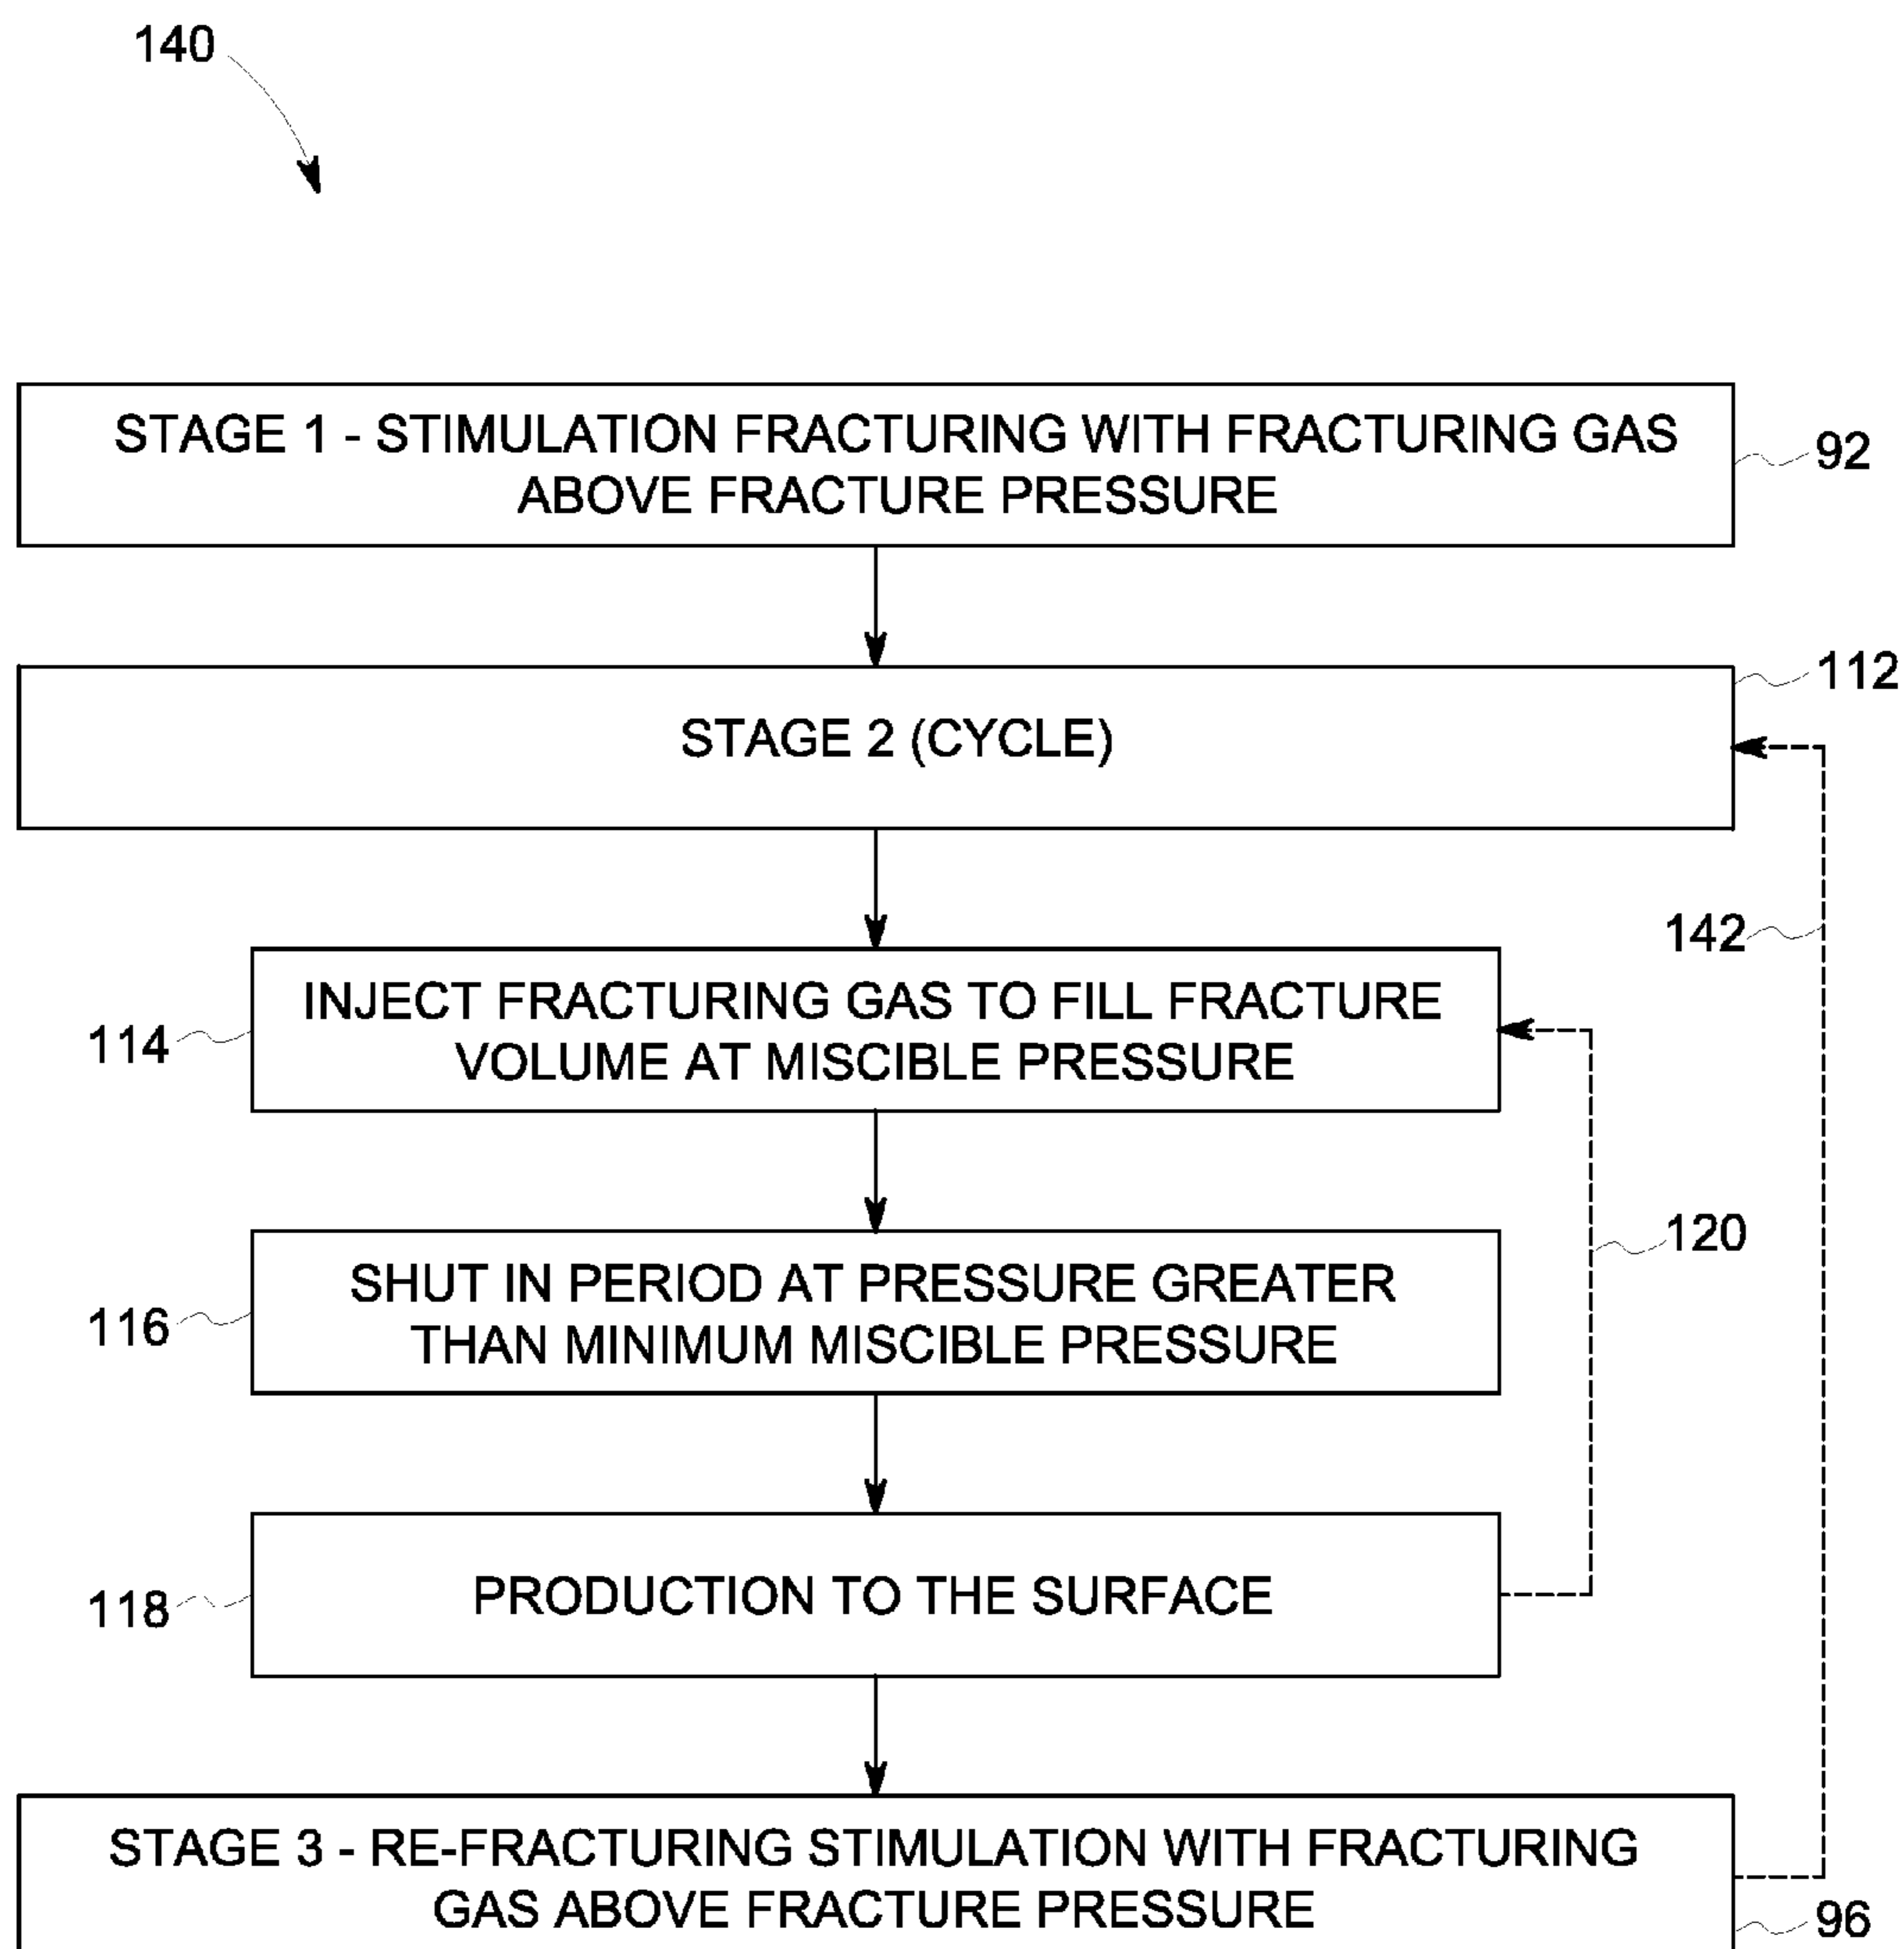 140
STAGE 1 - STIMULATION FRACTURING WITH FRACTURING GAS
ABOVE FRACTURE PRESSURE
92
112
STAGE 2 (CYCLE)
142
INJECT FRACTURING GAS TO FILL FRACTURE
VOLUME AT MISCIBLE PRESSURE
114
120
SHUT IN PERIOD AT PRESSURE GREATER
THAN MINIMUM MISCIBLE PRESSURE
116
PRODUCTION TO THE SURFACE
118
STAGE 3 - RE-FRACTURING STIMULATION WITH FRACTURING
GAS ABOVE FRACTURE PRESSURE
96